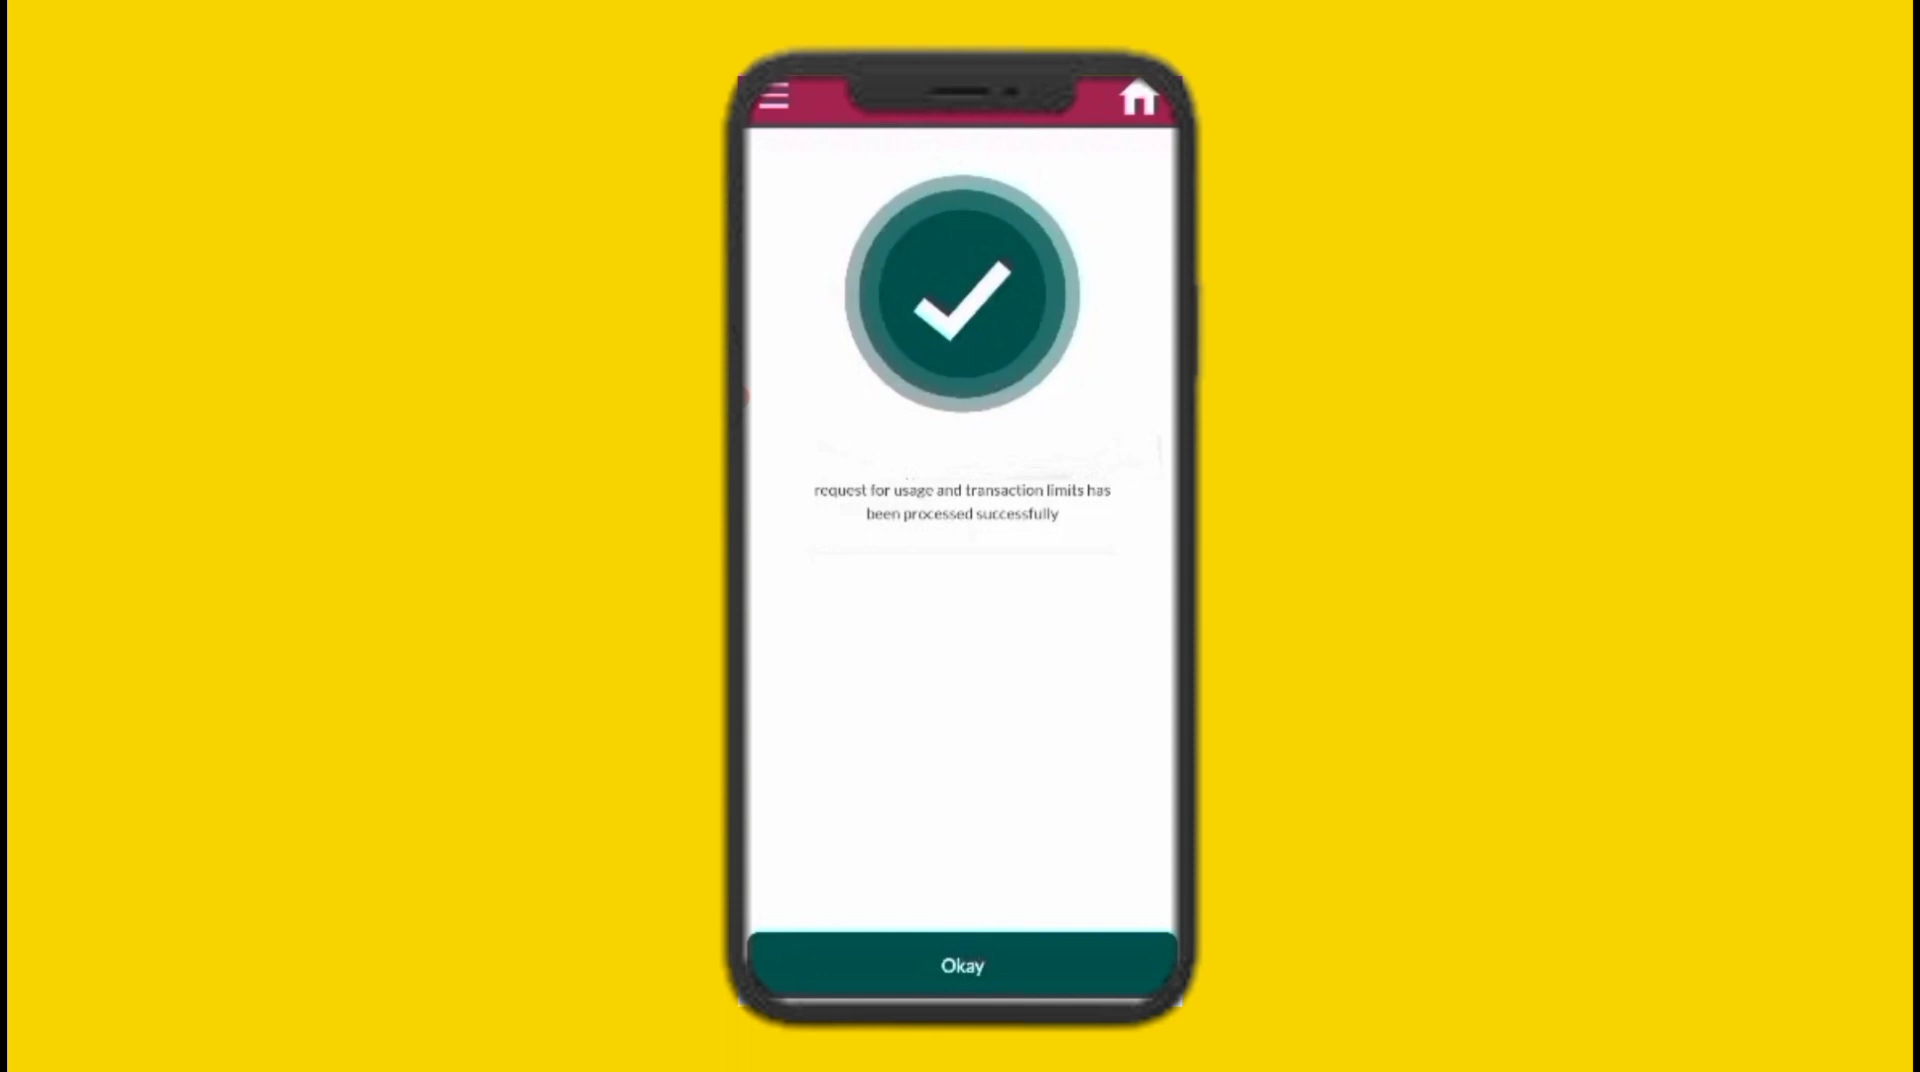 request for usage and transaction limits has
been processed successfully
Okay